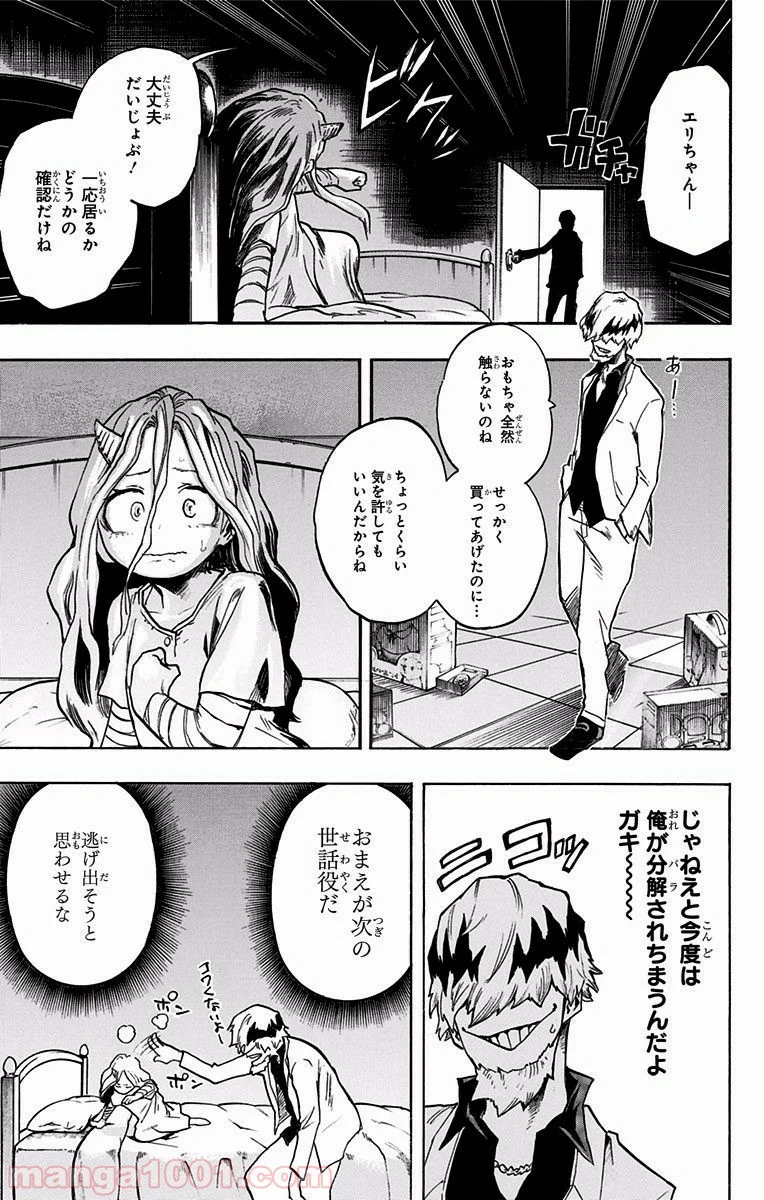 エリちゃんー
ガチャ
ビクッ
大丈夫
だいじょぶ!
一応居るか
どうかの
確認だけね
あー…
おもちゃ全然
触らないのね
せっかく
買ってあげたのに…
ちょっとくらい
気を許しても
いいんだからね
じゃねえと今度は
俺が分解されちまうんだよ
ガキ〜〜〜〜
ニコッ
おまえが次の
世話役だ
逃げ出そうと
思わせるな
コワくないよォ
ポン
ポン
manga1001.com